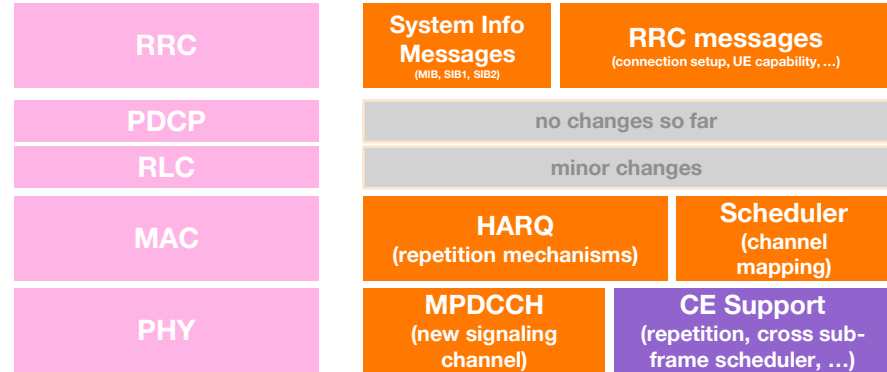 RRC
System Info
Messages
(MIB, SIB1, SIB2)
RRC messages
(connection setup, UE capability, …)
PDCP
no changes so far
RLC
minor changes
MAC
HARQ
(repetition mechanisms)
Scheduler
(channel
mapping)
PHY
MPDCCH
(new signaling
channel)
CE Support
(repetition, cross sub-
frame scheduler, …)